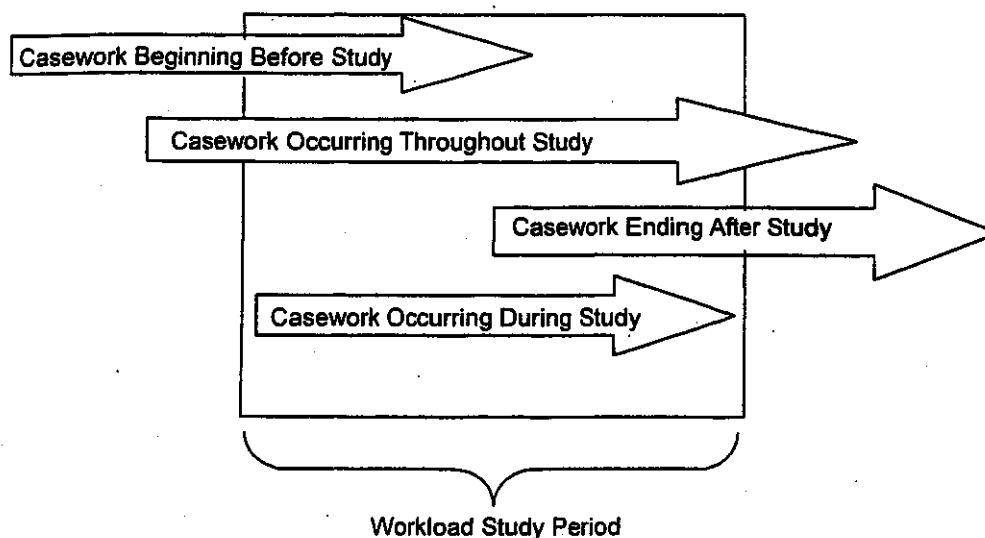 Casework Beginning Before Study
Casework Occurring Throughout Study
Casework Ending After Study
Casework Occurring During Study
Workload Study Period